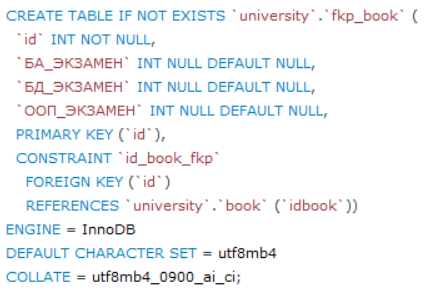 CREATE TABLE IF NOT EXISTS `university`.`fkp_book` (
`id` INT NOT NULL,
`БА_ЭКЗАМЕН` INT NULL DEFAULT NULL,
`БД_ЭКЗАМЕН` INT NULL DEFAULT NULL,
`ООП_ЭКЗАМЕН` INT NULL DEFAULT NULL,
PRIMARY KEY (`id`),
CONSTRAINT `id_book_fkp`
FOREIGN KEY (`id`)
REFERENCES `university`.`book` (`idbook`))
ENGINE = InnoDB
DEFAULT CHARACTER SET = utf8mb4
COLLATE = utf8mb4_0900_ai_ci;